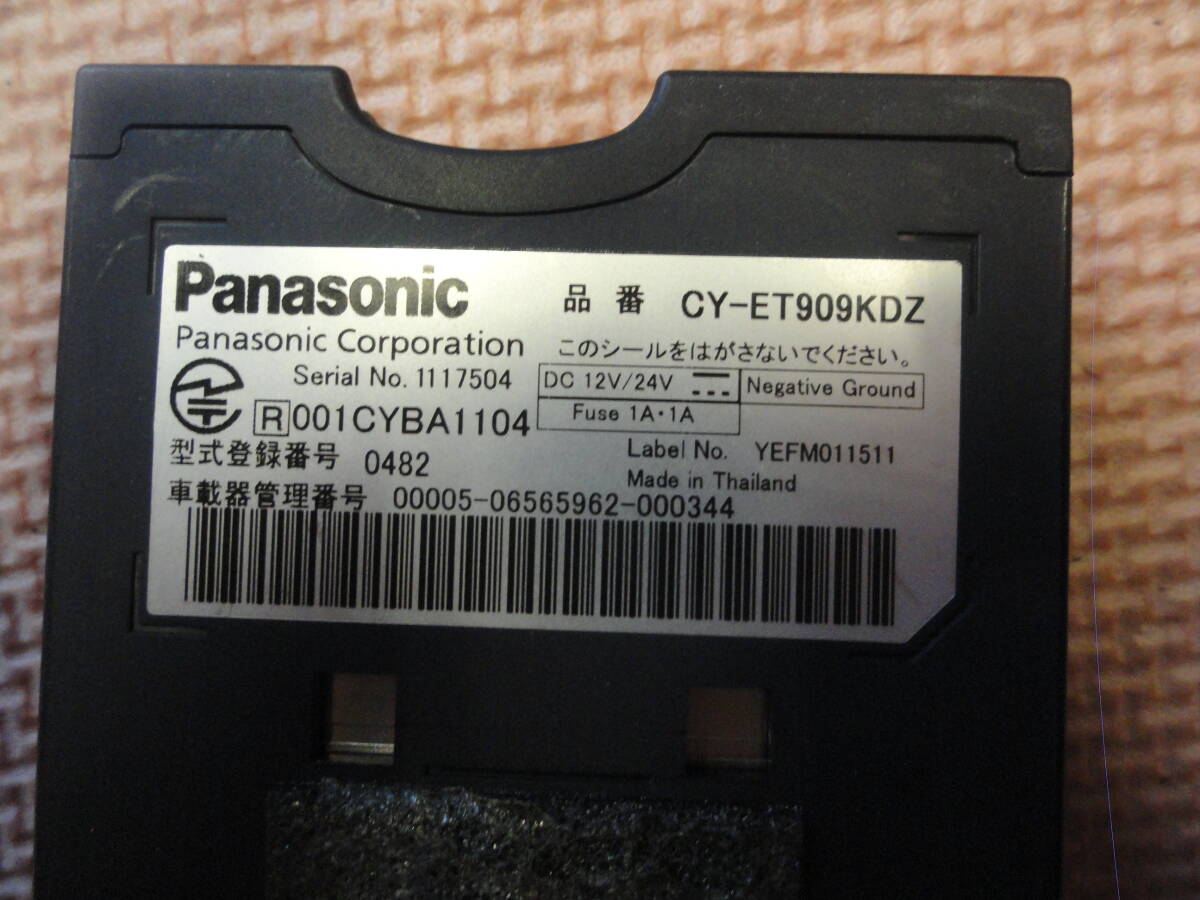 Panasonic
品番 CY-ET909KDZ
Panasonic Corporation
このシールをはがさないでください。
Serial No. 1117504
DC 12V/24V
Negative Ground
R 001CYBA1104
Fuse 1A・1A
型式登録番号 0482
Label No. YEFM011511
Made in Thailand
車載器管理番号 00005-06565962-000344